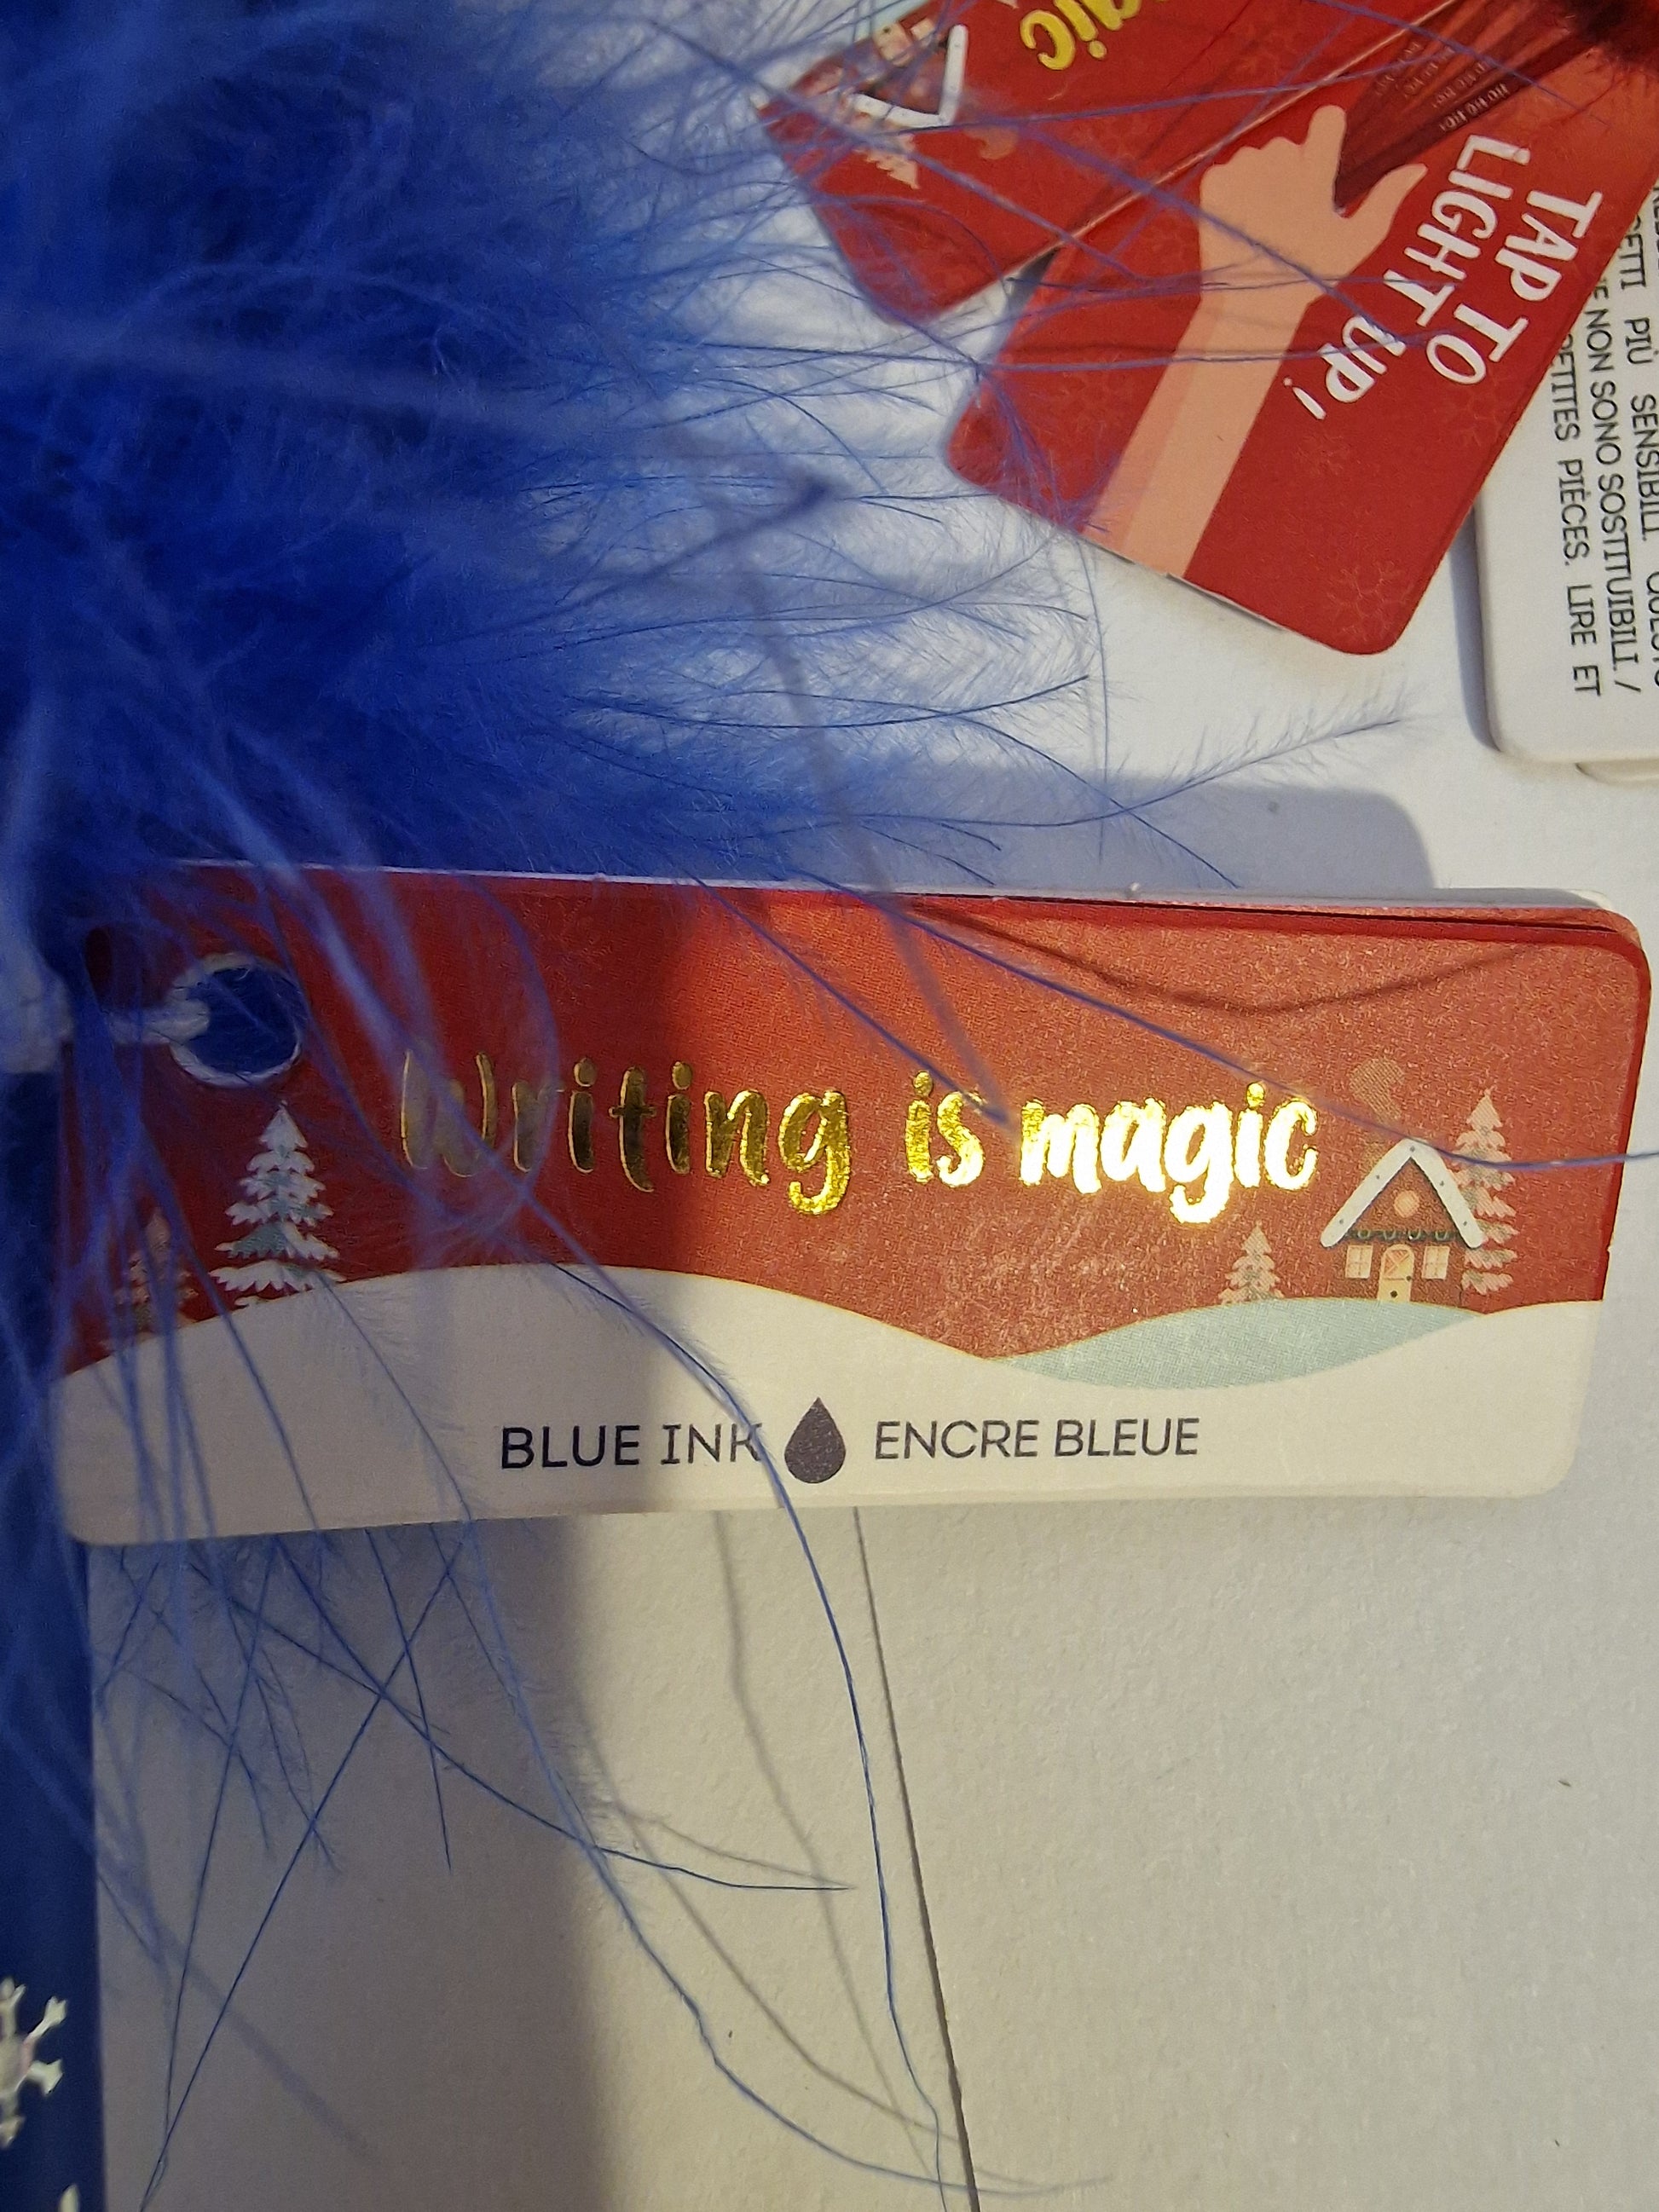 Writing is magic
BLUE INK ENCRE BLEUE
TAP TO
LIGHT UP!
PIÙ SENSIBILI.
NON SONO SOSTITUIBILI. /
PETITES PIÈCES. LIRE ET